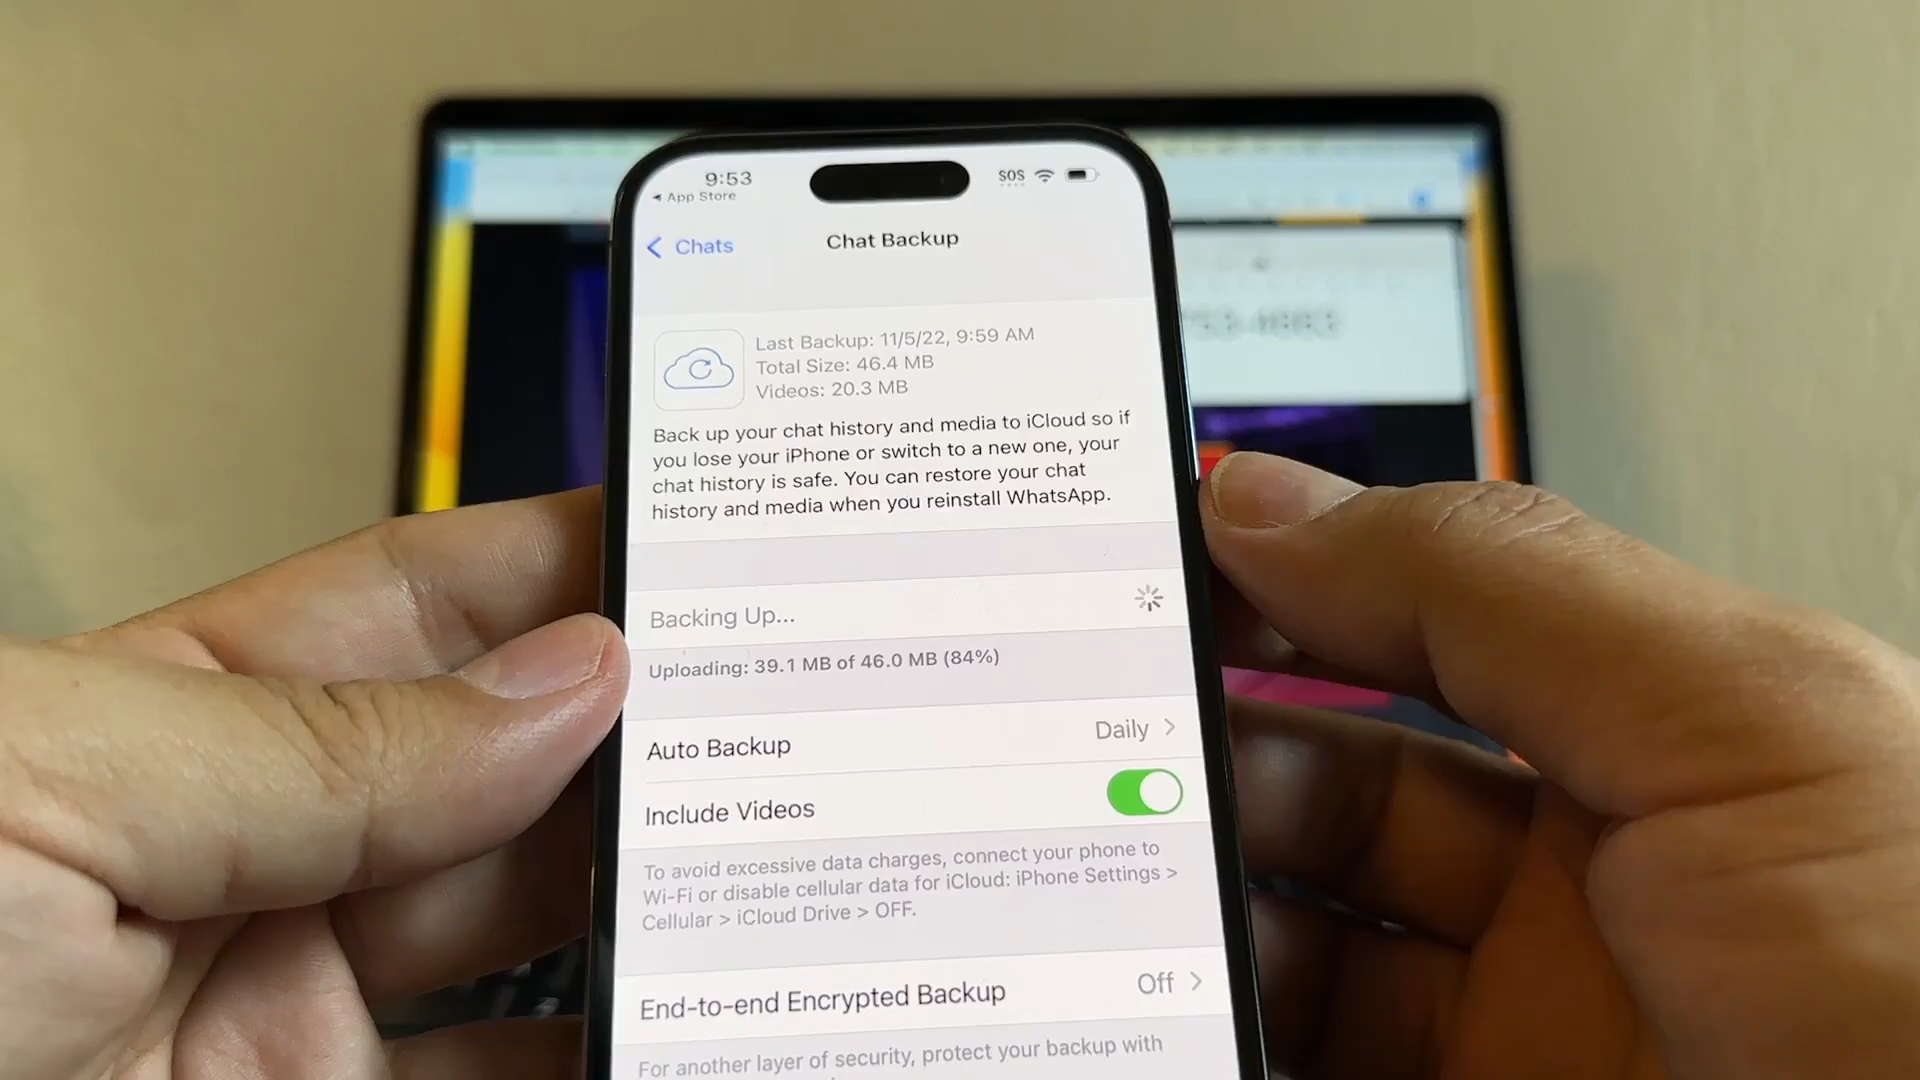 9:53
SOS
◂ App Store
Chats
Chat Backup
Last Backup: 11/5/22, 9:59 AM
Total Size: 46.4 MB
Videos: 20.3 MB
Back up your chat history and media to iCloud so if
you lose your iPhone or switch to a new one, your
chat history is safe. You can restore your chat
history and media when you reinstall WhatsApp.
Backing Up...
Uploading: 39.1 MB of 46.0 MB (84%)
Auto Backup
Daily
Include Videos
To avoid excessive data charges, connect your phone to
Wi-Fi or disable cellular data for iCloud: iPhone Settings >
Cellular > iCloud Drive > OFF.
End-to-end Encrypted Backup
Off
For another layer of security, protect your backup with